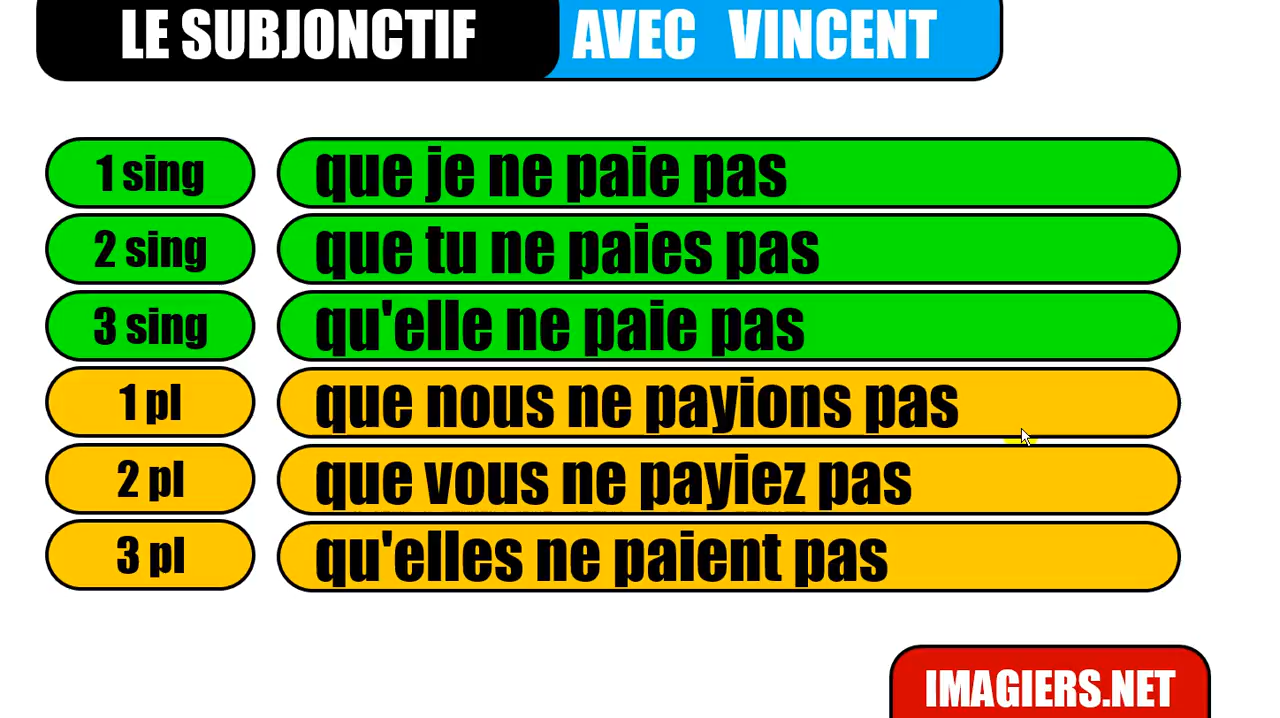 LE SUBJONCTIF AVEC VINCENT
1 sing que je ne paie pas
2 sing que tu ne paies pas
3 sing qu'elle ne paie pas
1 pl que nous ne payions pas
2 pl que vous ne payiez pas
3 pl qu'elles ne paient pas
IMAGIERS.NET